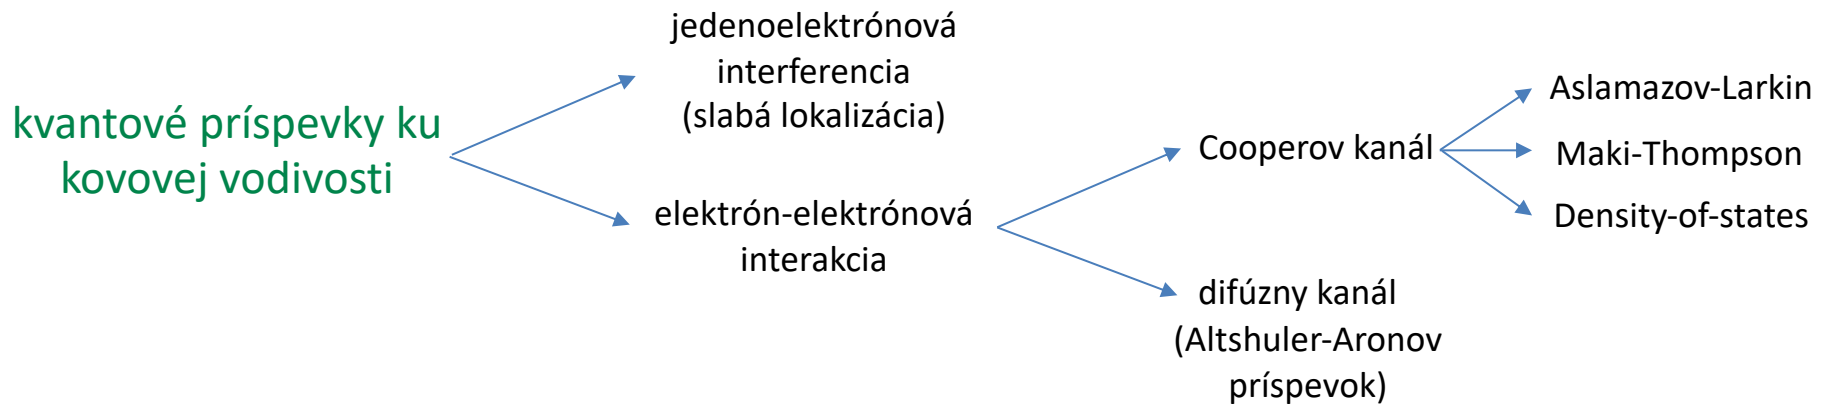 kvantové príspevky ku
kovovej vodivosti
jedenoelektrónová
interferencia
(slabá lokalizácia)
elektrón-elektrónová
interakcia
Cooperov kanál
difúzny kanál
(Altshuler-Aronov
príspevok)
Aslamazov-Larkin
Maki-Thompson
Density-of-states